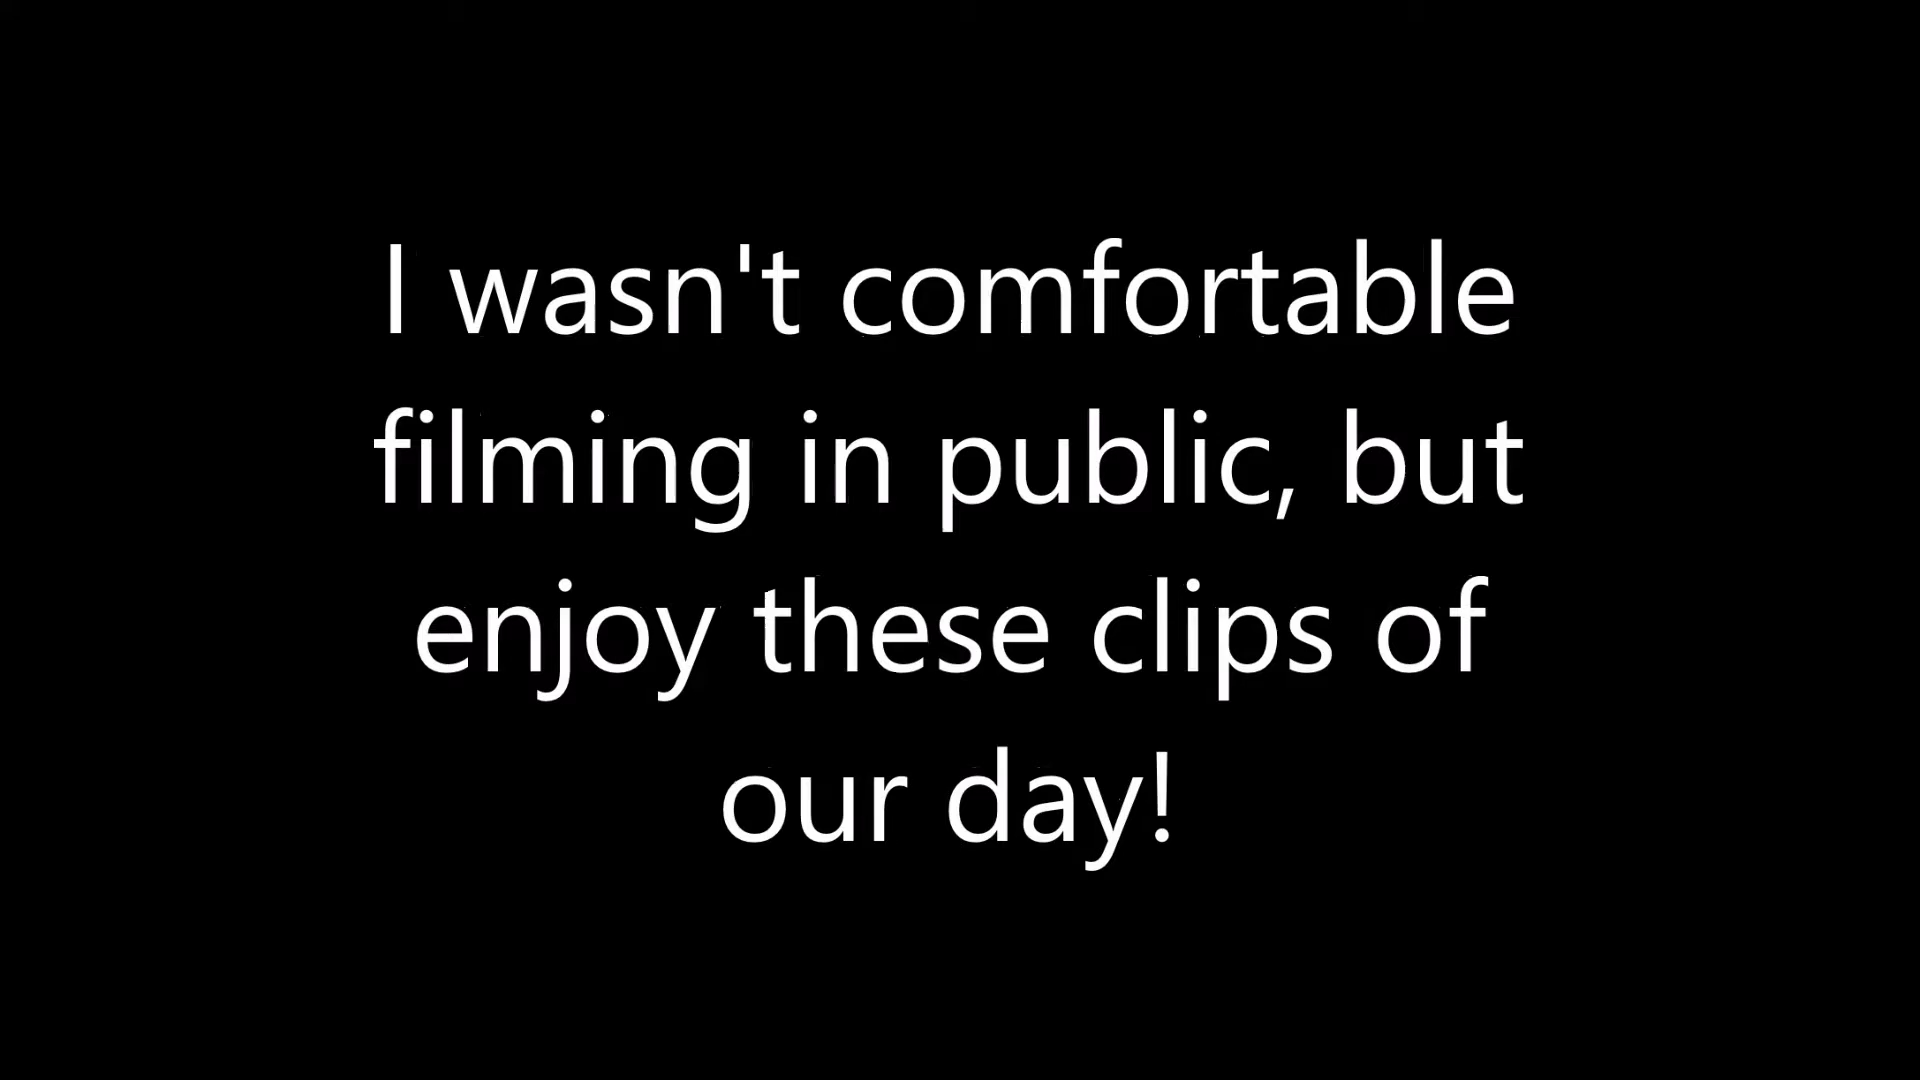 I wasn't comfortable
filming in public, but
enjoy these clips of
our day!